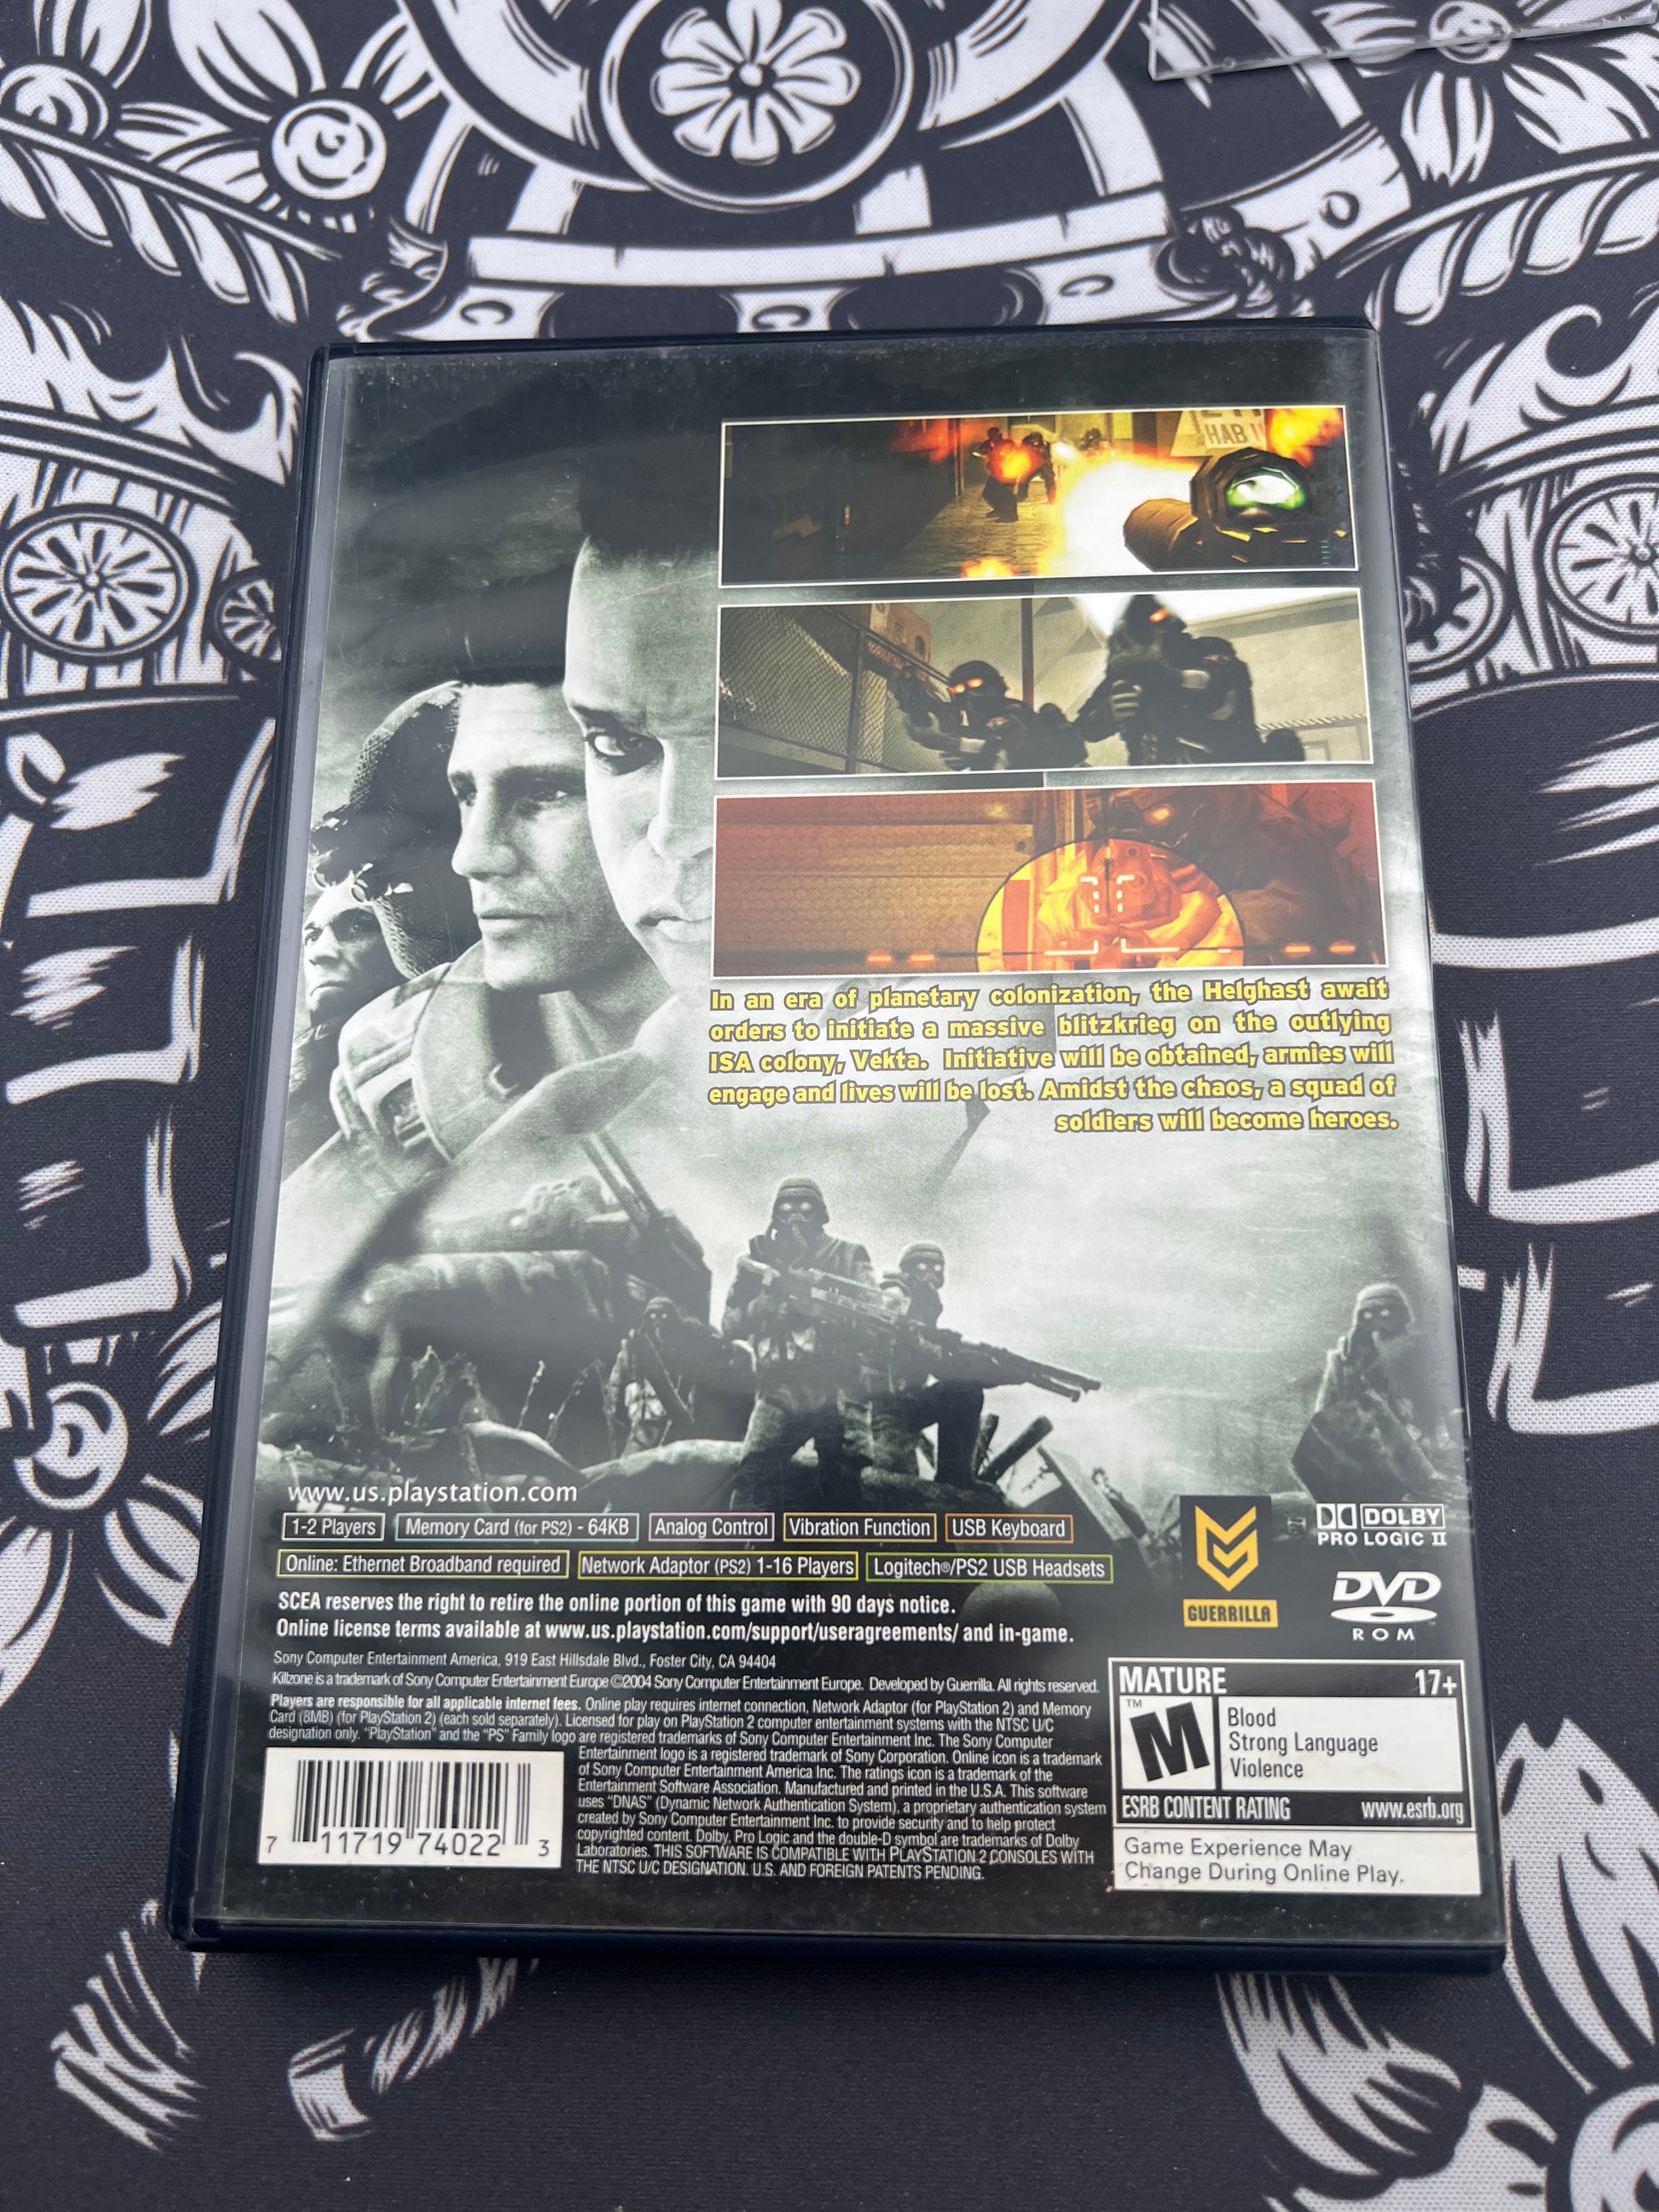 HAB
In an era of planetary colonization, the Helghast await
orders to initiate a massive blitzkrieg on the outlying
ISA colony, Vekta. Initiative will be obtained, armies will
engage and lives will be lost. Amidst the chaos, a squad of
soldiers will become heroes.
www.us.playstation.com
1-2 Players Memory Card (for PS2) - 64KB Analog Control Vibration Function USB Keyboard
Online: Ethernet Broadband required Network Adaptor (PS2) 1-16 Players Logitech®/PS2 USB Headsets
GUERRILLA
DOLBY
PRO LOGIC II
DVD
ROM
SCEA reserves the right to retire the online portion of this game with 90 days notice.
Online license terms available at www.us.playstation.com/support/useragreements/ and in-game.
Sony Computer Entertainment America, 919 East Hillsdale Blvd., Foster City, CA 94404
Killzone is a trademark of Sony Computer Entertainment Europe ©2004 Sony Computer Entertainment Europe. Developed by Guerrilla. All rights reserved.
Players are responsible for all applicable internet fees. Online play requires internet connection, Network Adaptor (for PlayStation 2) and Memory
Card (8MB) (for PlayStation 2) (each sold separately). Licensed for play on PlayStation 2 computer entertainment systems with the NTSC U/C
designation only. "PlayStation" and the "PS" Family logo are registered trademarks of Sony Computer Entertainment Inc. The Sony Computer
Entertainment logo is a registered trademark of Sony Corporation. Online icon is a trademark
of Sony Computer Entertainment America Inc. The ratings icon is a trademark of the
Entertainment Software Association. Manufactured and printed in the U.S.A. This software
uses "DNAS" (Dynamic Network Authentication System), a proprietary authentication system
created by Sony Computer Entertainment Inc. to provide security and to help protect
copyrighted content. Dolby, Pro Logic and the double-D symbol are trademarks of Dolby
Laboratories. THIS SOFTWARE IS COMPATIBLE WITH PLAYSTATION 2 CONSOLES WITH
THE NTSC U/C DESIGNATION. U.S. AND FOREIGN PATENTS PENDING.
7 11719 74022 3
MATURE 17+
TM
M
Blood
Strong Language
Violence
ESRB CONTENT RATING www.esrb.org
Game Experience May
Change During Online Play.